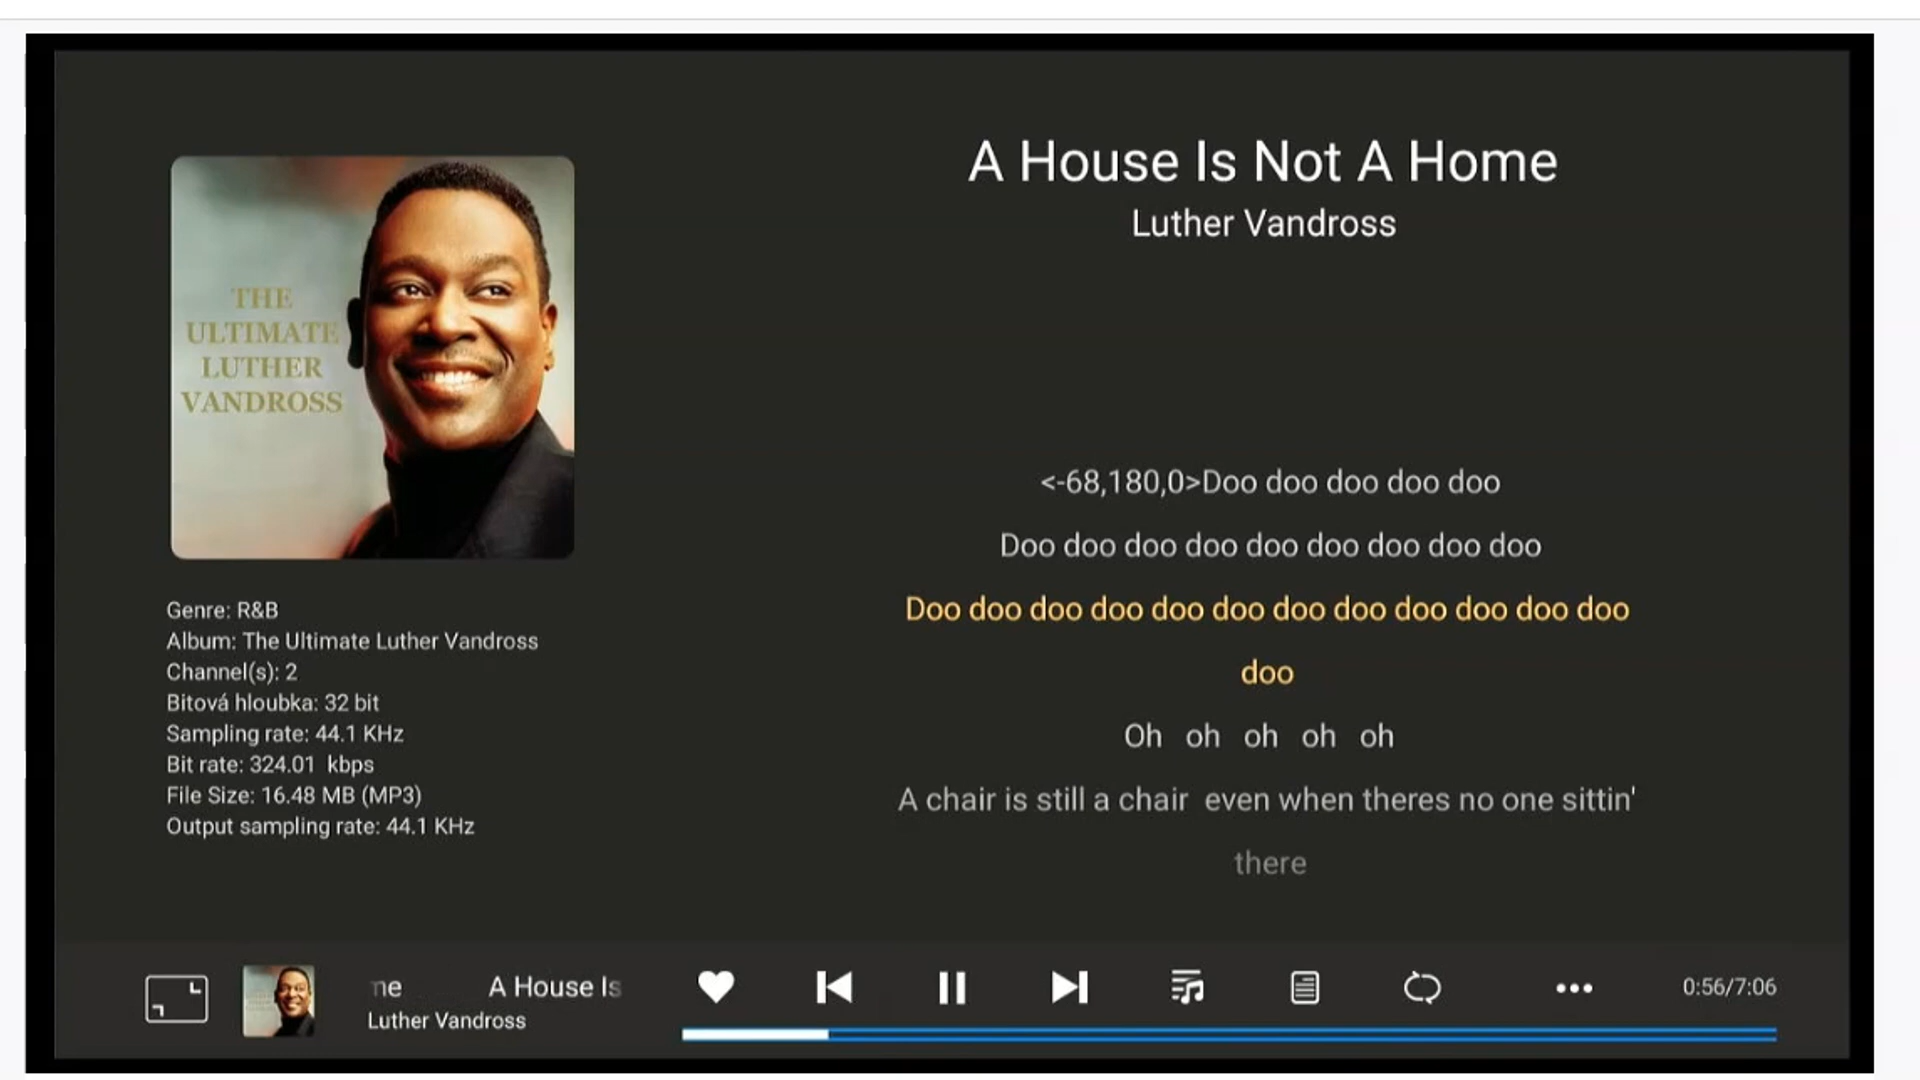 A House Is Not A Home
Luther Vandross
THE
ULTIMATE
LUTHER
VANDROSS
<-68,180,0>Doo doo doo doo doo
Doo doo doo doo doo doo doo doo doo
Doo doo doo doo doo doo doo doo doo doo doo doo
doo
Oh oh oh oh oh
A chair is still a chair even when theres no one sittin'
there
Genre: R&B
Album: The Ultimate Luther Vandross
Channel(s): 2
Bitová hloubka: 32 bit
Sampling rate: 44.1 KHz
Bit rate: 324.01 kbps
File Size: 16.48 MB (MP3)
Output sampling rate: 44.1 KHz
ne A House Is
Luther Vandross
0:56/7:06